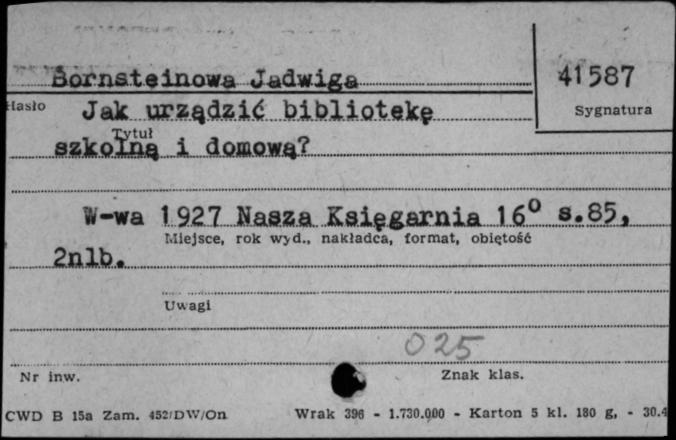 Bornsteinowa Jadwiga
41587
Hasło
Sygnatura
Jak urządzić bibliotekę
Tytuł
szkolną i domową?
W-wa 1927 Nasza Księgarnia 16⁰ s.85,
Miejsce, rok wyd., nakładca, format, objętość
2nlb.
Uwagi
025
Nr inw.
Znak klas.
CWD B 15a Zam. 452/DW/On Wrak 396 - 1.730.000 - Karton 5 kl. 180 g, - 30.4